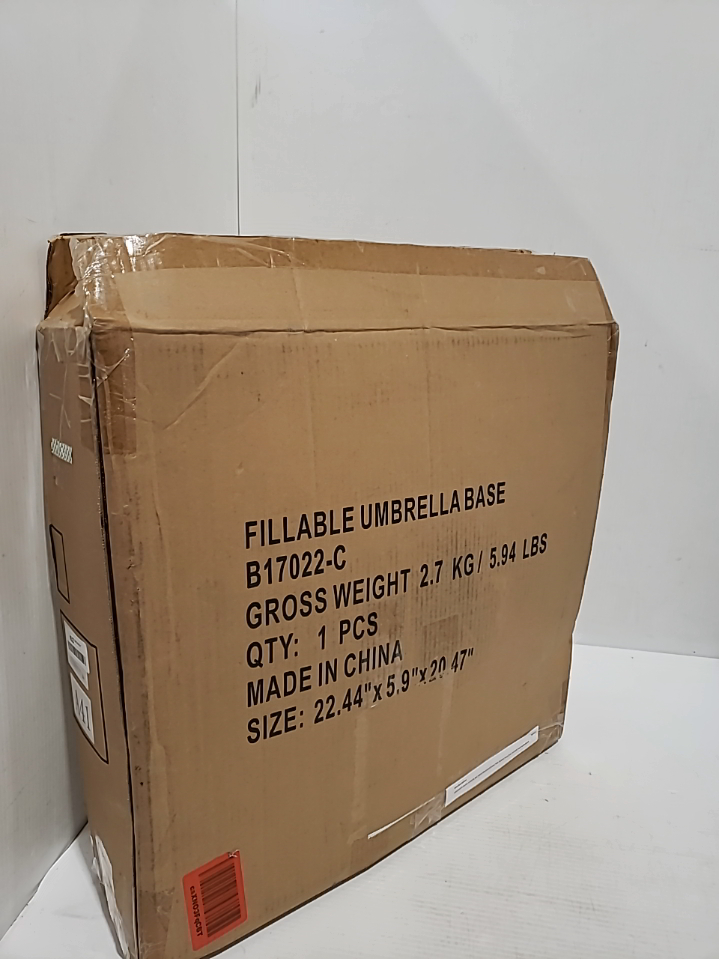 FILLABLE UMBRELLA BASE
B17022-C
GROSS WEIGHT 2.7 KG / 5.94 LBS
QTY: 1 PCS
MADE IN CHINA
SIZE: 22.44"x 5.9"x 20.47"